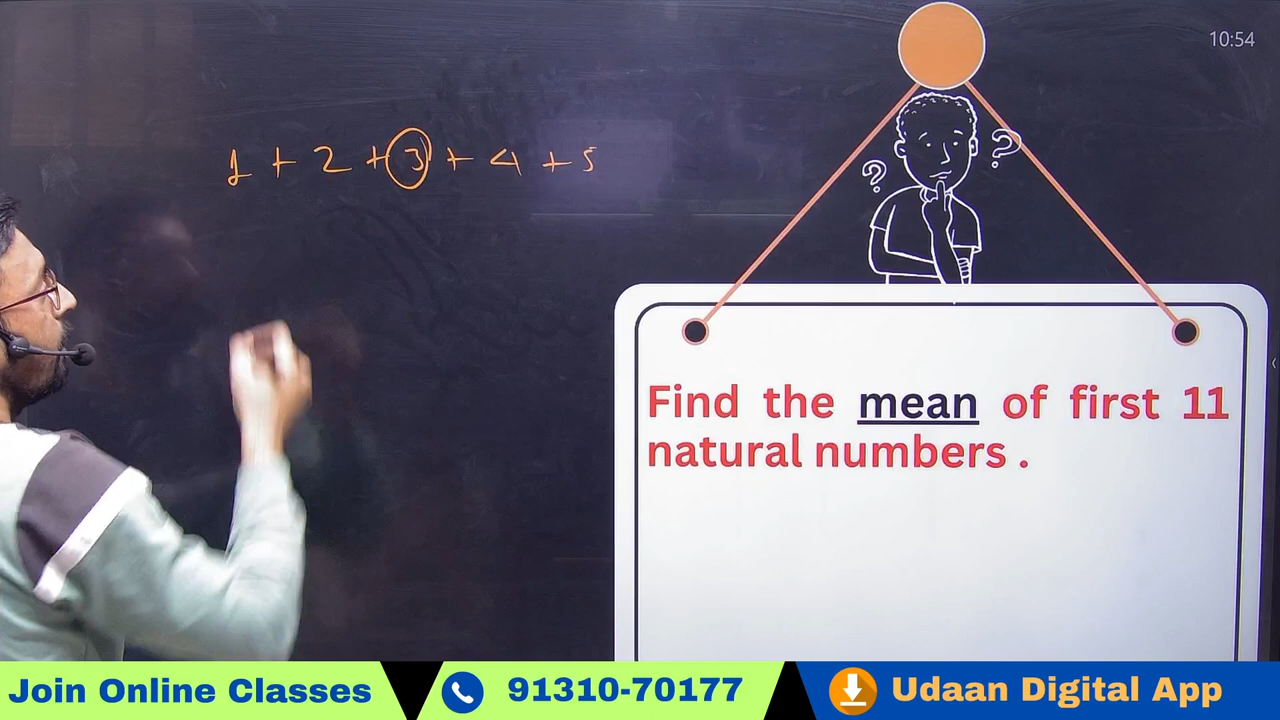 10:54
1 + 2 + 3 + 4 + 5
? ?
Find the mean of first 11
natural numbers .
Join Online Classes
91310-70177
Udaan Digital App